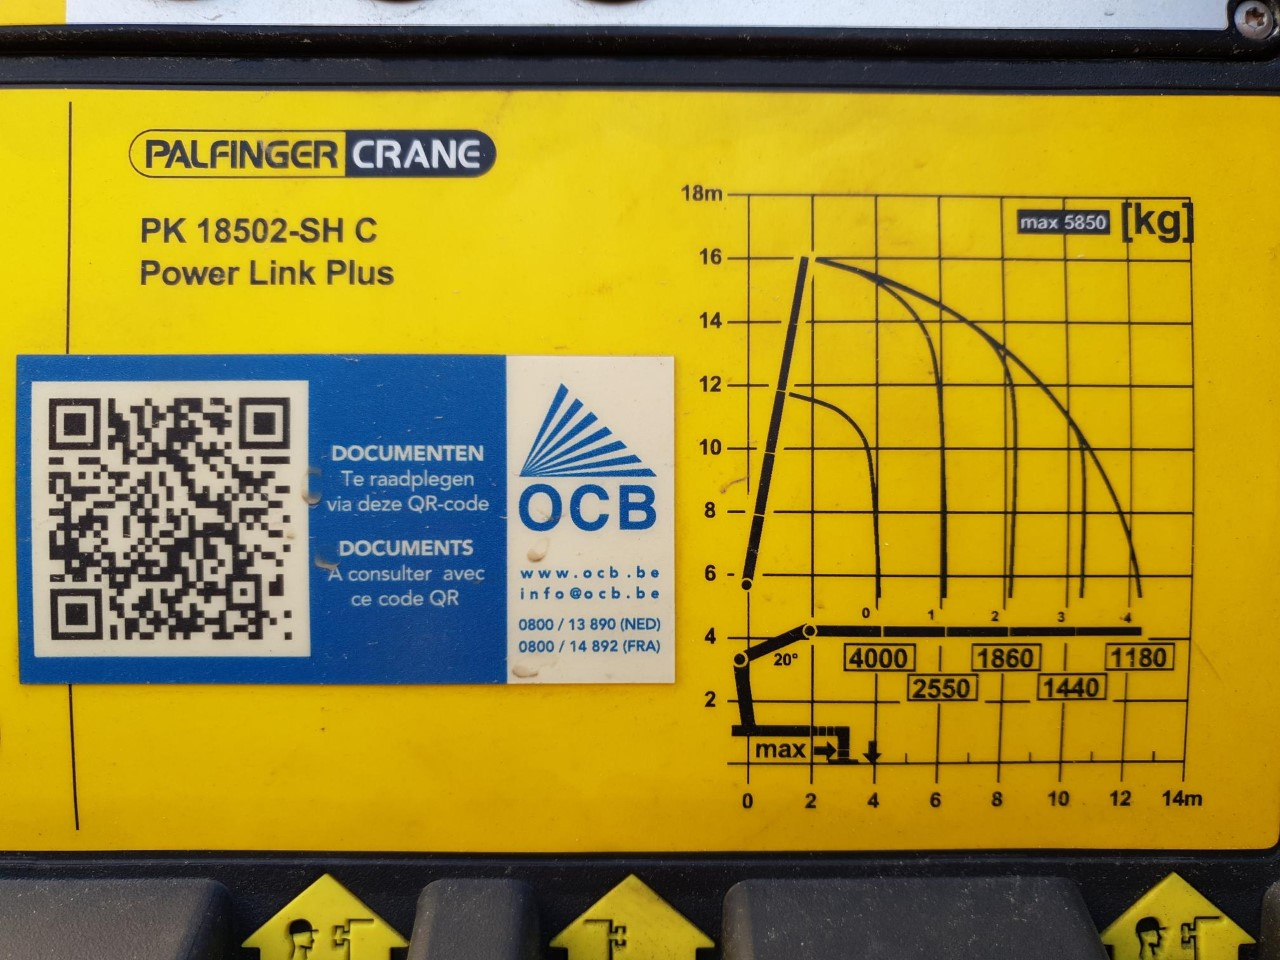 PALFINGER CRANE
PK 18502-SH C
Power Link Plus
DOCUMENTEN
Te raadplegen
via deze QR-code
DOCUMENTS
A consulter avec
ce code QR
OCB
www.ocb.be
info@ocb.be
0800 / 13 890 (NED)
0800 / 14 892 (FRA)
18m
max 5850 [kg]
16
14
12
10
8
6
0 1 2 3 4
4
20°
4000 1860 1180
2550 1440
2
max
0 2 4 6 8 10 12 14m